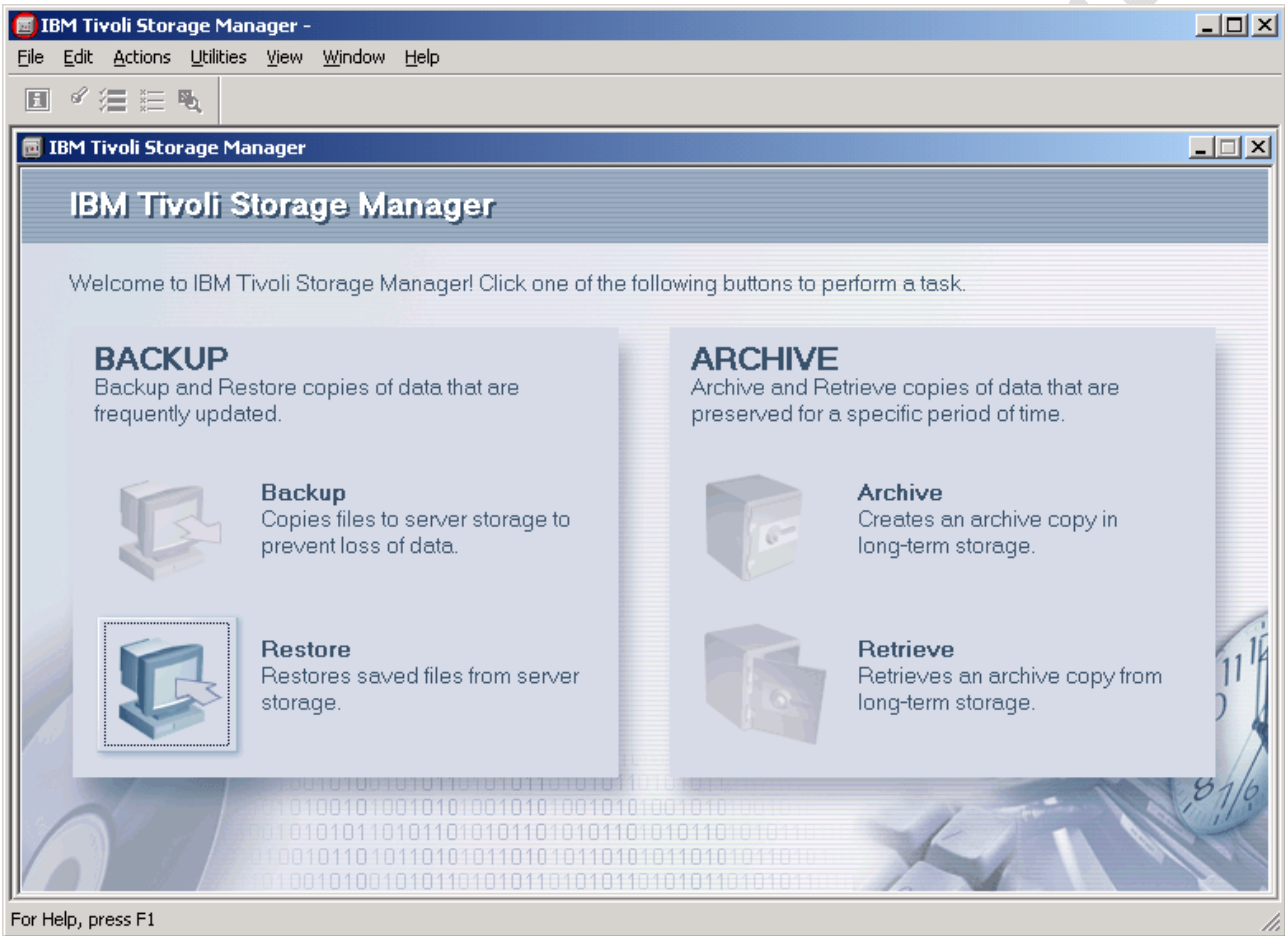 IBM Tivoli Storage Manager -
File Edit Actions Utilities View Window Help
IBM Tivoli Storage Manager
IBM Tivoli Storage Manager
Welcome to IBM Tivoli Storage Manager! Click one of the following buttons to perform a task.
BACKUP
Backup and Restore copies of data that are
frequently updated.
Backup
Copies files to server storage to
prevent loss of data.
Restore
Restores saved files from server
storage.
ARCHIVE
Archive and Retrieve copies of data that are
preserved for a specific period of time.
Archive
Creates an archive copy in
long-term storage.
Retrieve
Retrieves an archive copy from
long-term storage.
11
8 7 6
For Help, press F1